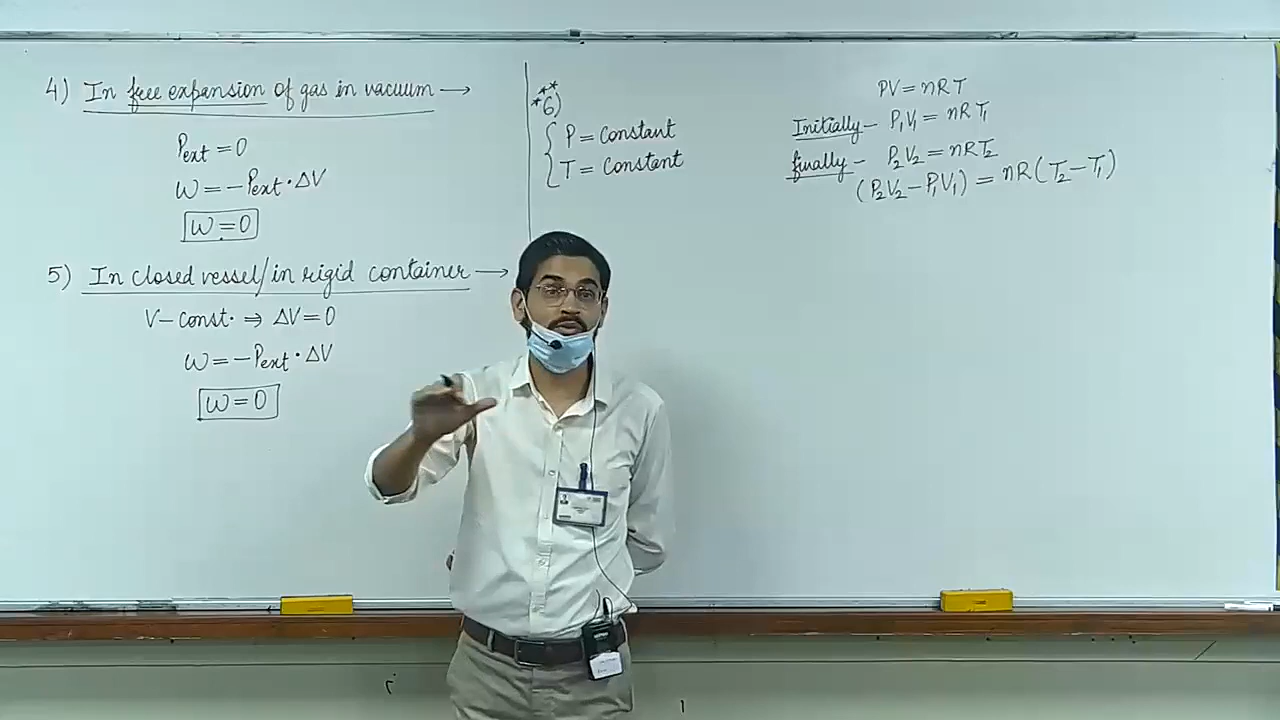 4) In free expansion of gas in vacuum →
Pext = 0
W = -Pext · ΔV
W = 0
5) In closed vessel/in rigid container →
V- const· ⇒ ΔV = 0
W = -Pext · ΔV
W = 0
***6)
P = Constant
T = Constant
PV = nRT
Initially - P₁V₁ = nRT₁
finally - P₂V₂ = nRT₂
(P₂V₂ - P₁V₁) = nR(T₂ - T₁)